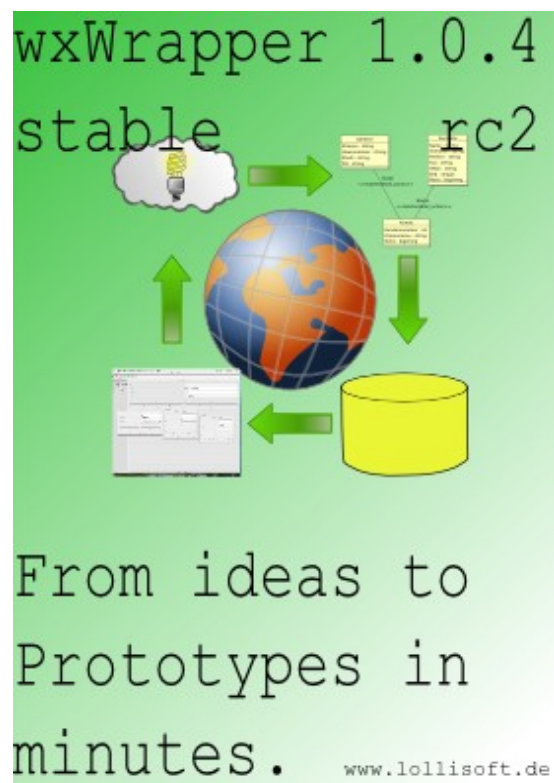 wxWrapper 1.0.4
stable rc2
From ideas to
Prototypes in
minutes.
www.lollisoft.de